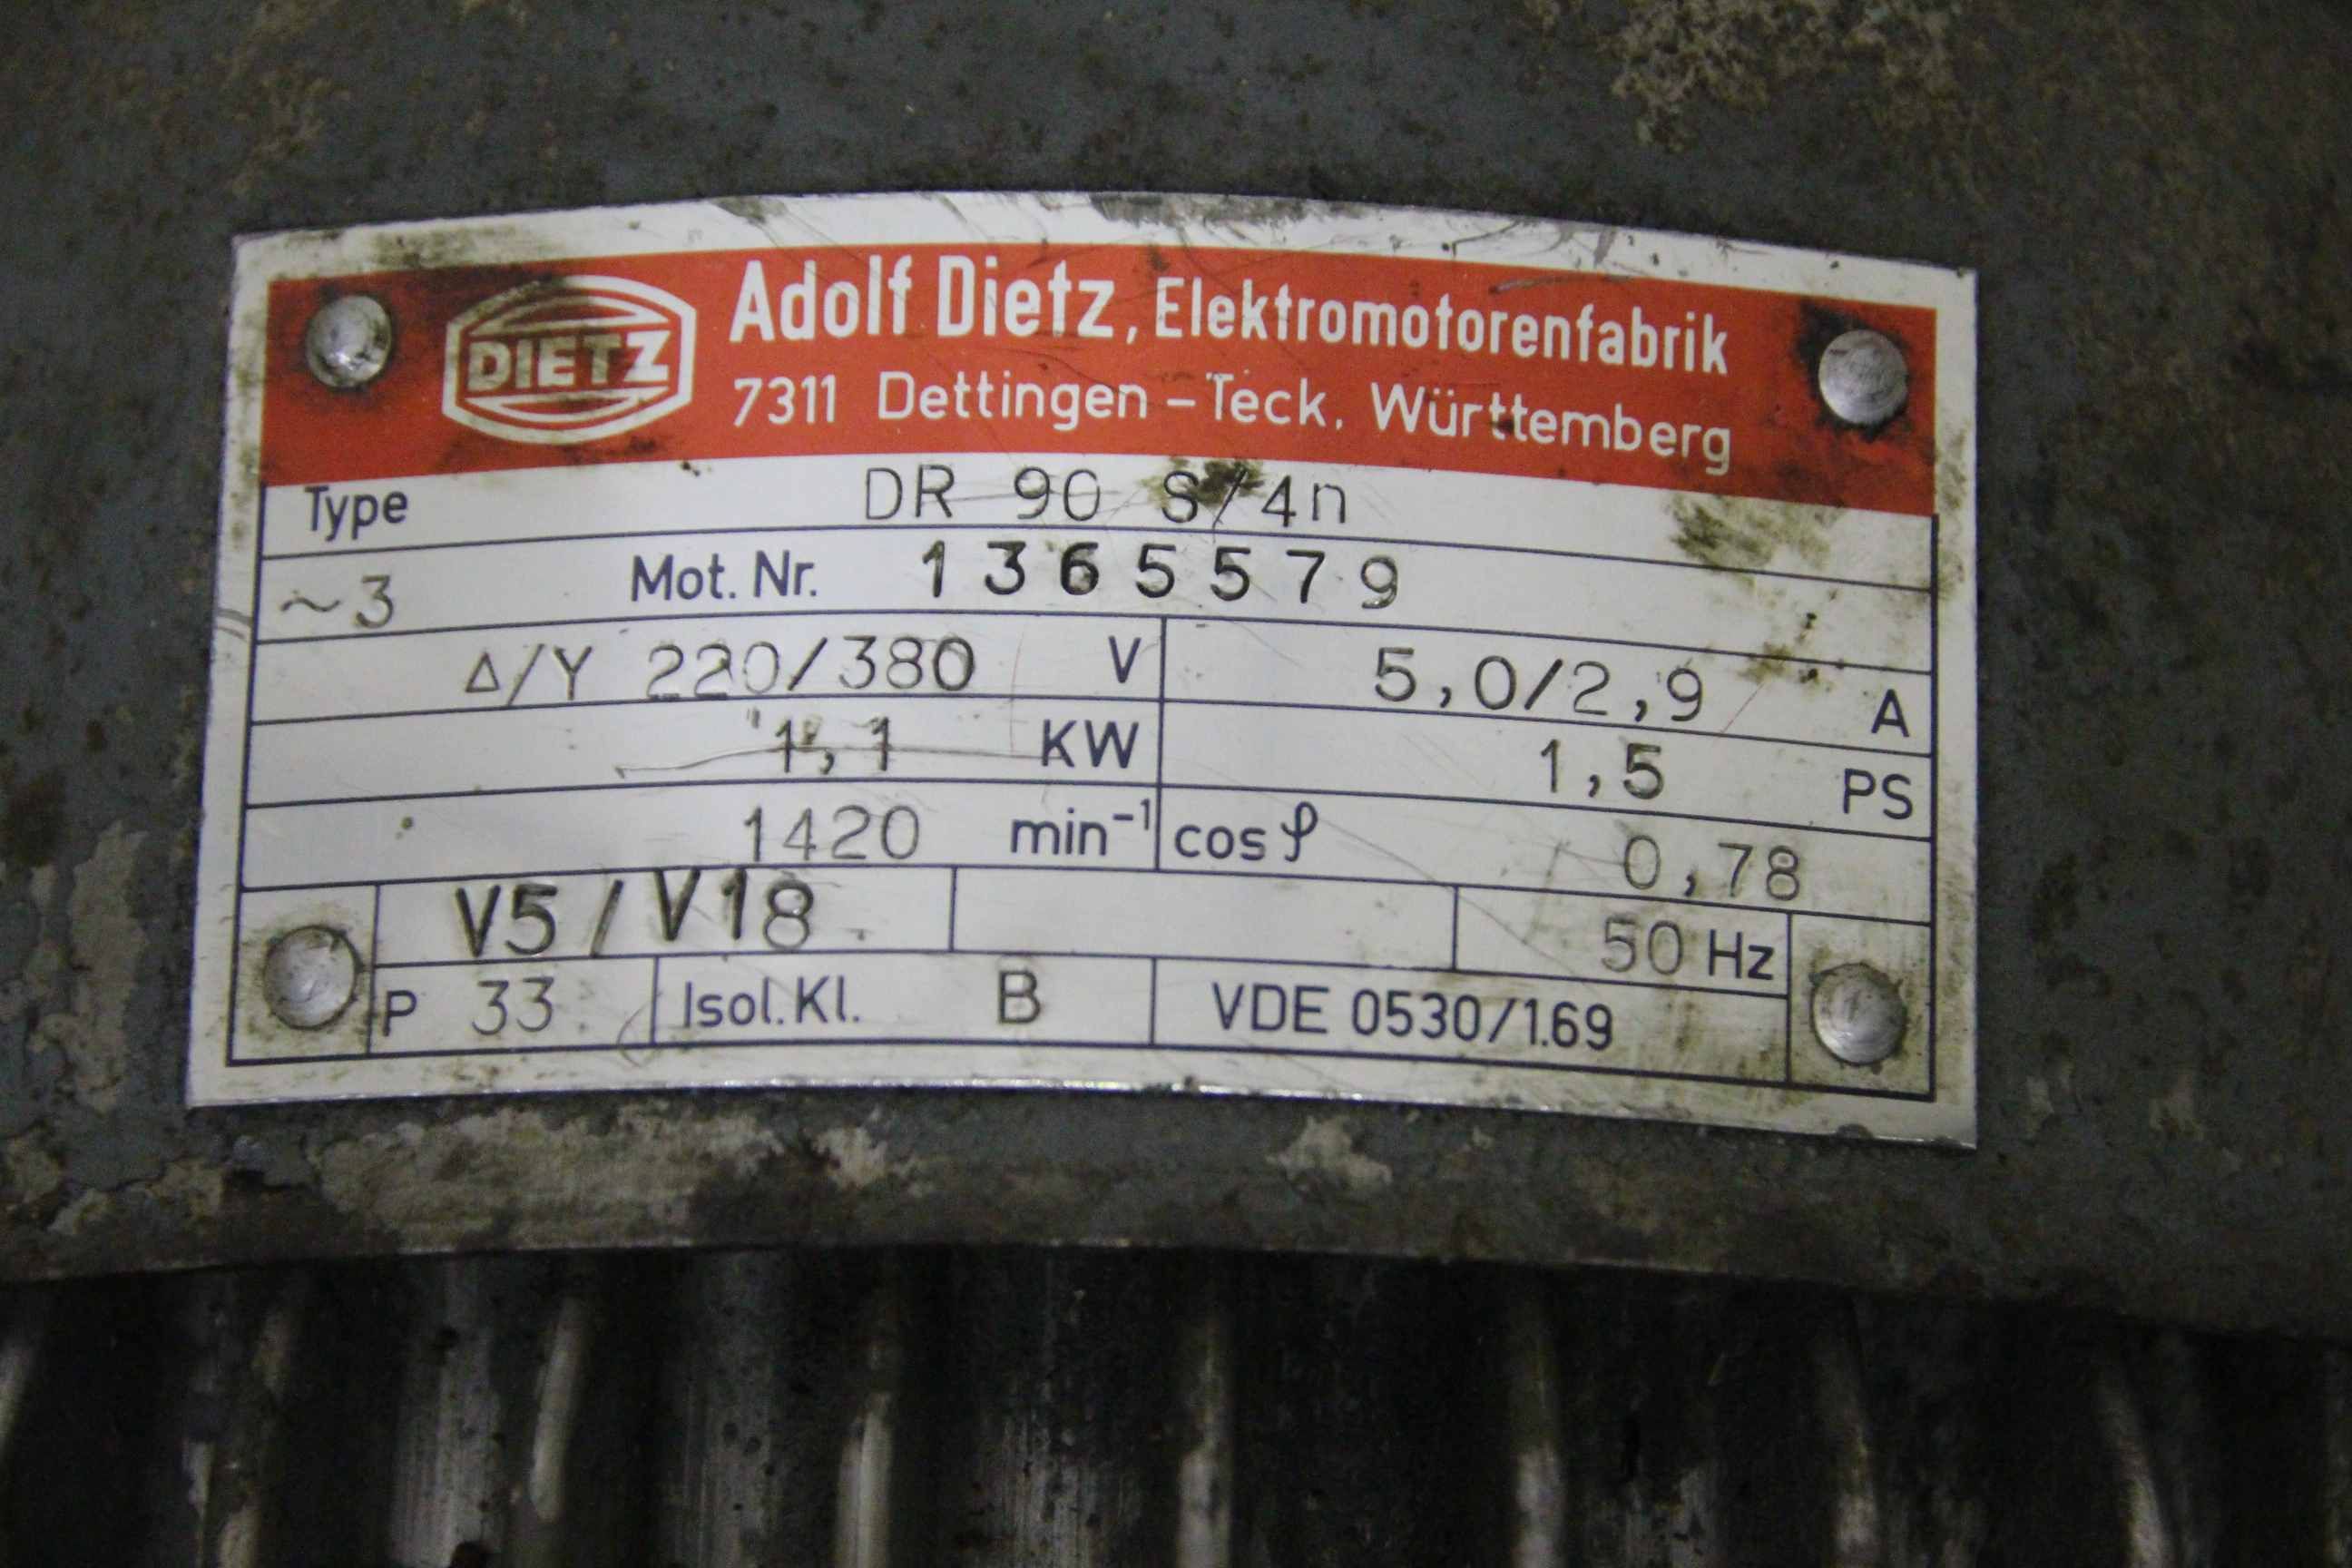 DIETZ
Adolf Dietz, Elektromotorenfabrik
7311 Dettingen-Teck, Württemberg
Type DR 90 S/4n
~3 Mot. Nr. 1365579
Δ/Y 220/380 V 5,0/2,9 A
1,1 KW 1,5 PS
1420 min⁻¹ cos φ 0,78
V5/V18 50 Hz
P 33 Isol. Kl. B VDE 0530/1.69